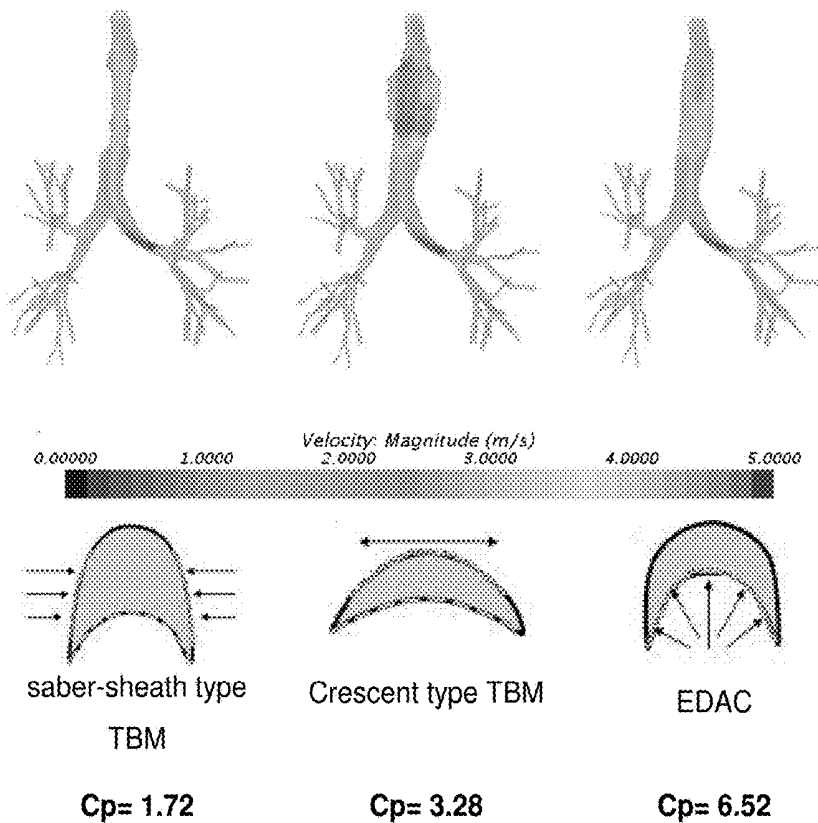 Velocity: Magnitude (m/s)
0.00000 1.0000 2.0000 3.0000 4.0000 5.0000
saber-sheath type
TBM
Crescent type TBM
EDAC
Cp= 1.72
Cp= 3.28
Cp= 6.52